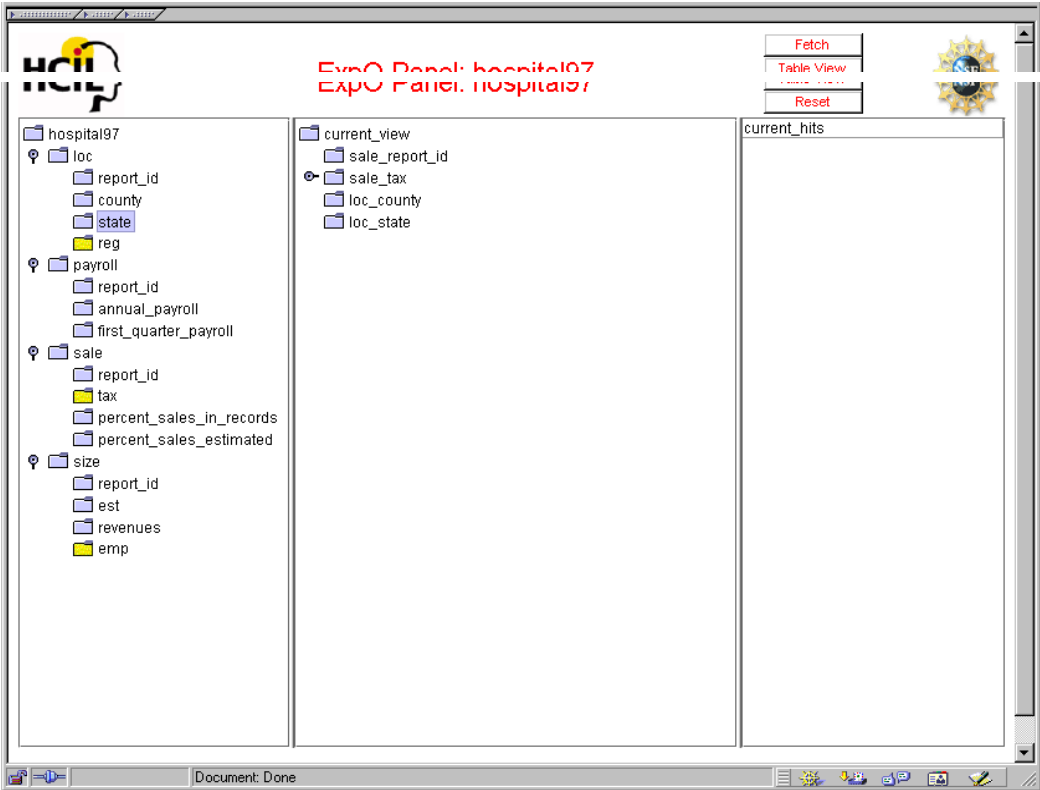 HCIL
ExpO Panel: hospital97
Fetch
Table View
Reset
NSF
hospital97
loc
report_id
county
state
reg
payroll
report_id
annual_payroll
first_quarter_payroll
sale
report_id
tax
percent_sales_in_records
percent_sales_estimated
size
report_id
est
revenues
emp
current_view
sale_report_id
sale_tax
loc_county
loc_state
current_hits
Document: Done